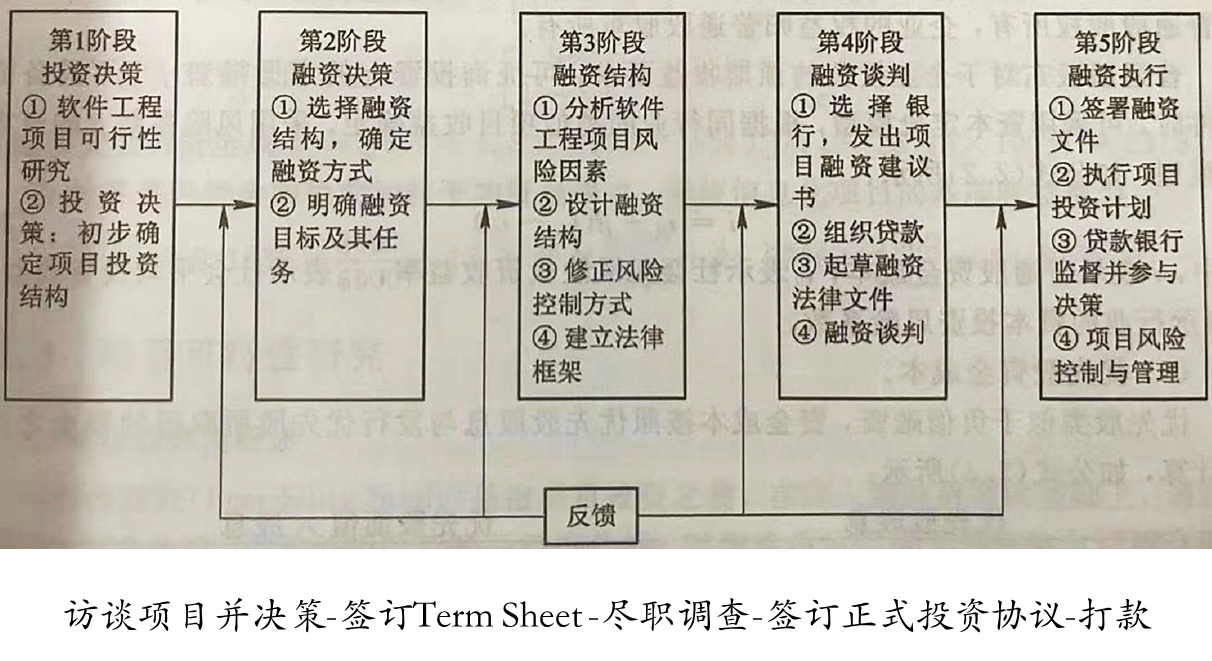 第1阶段
投资决策
① 软件工程
项目可行性
研究
② 投资决
策：初步确
定项目投资
结构
第2阶段
融资决策
① 选择融资
结构，确定
融资方式
② 明确融资
目标及其任
务
第3阶段
融资结构
① 分析软件
工程项目风
险因素
② 设计融资
结构
③ 修正风险
控制方式
④ 建立法律
框架
第4阶段
融资谈判
① 选择银
行，发出项
目融资建议
书
② 组织贷款
③ 起草融资
法律文件
④ 融资谈判
第5阶段
融资执行
① 签署融资
文件
② 执行项目
投资计划
③ 贷款银行
监督并参与
决策
④ 项目风险
控制与管理
反馈
访谈项目并决策-签订Term Sheet-尽职调查-签订正式投资协议-打款